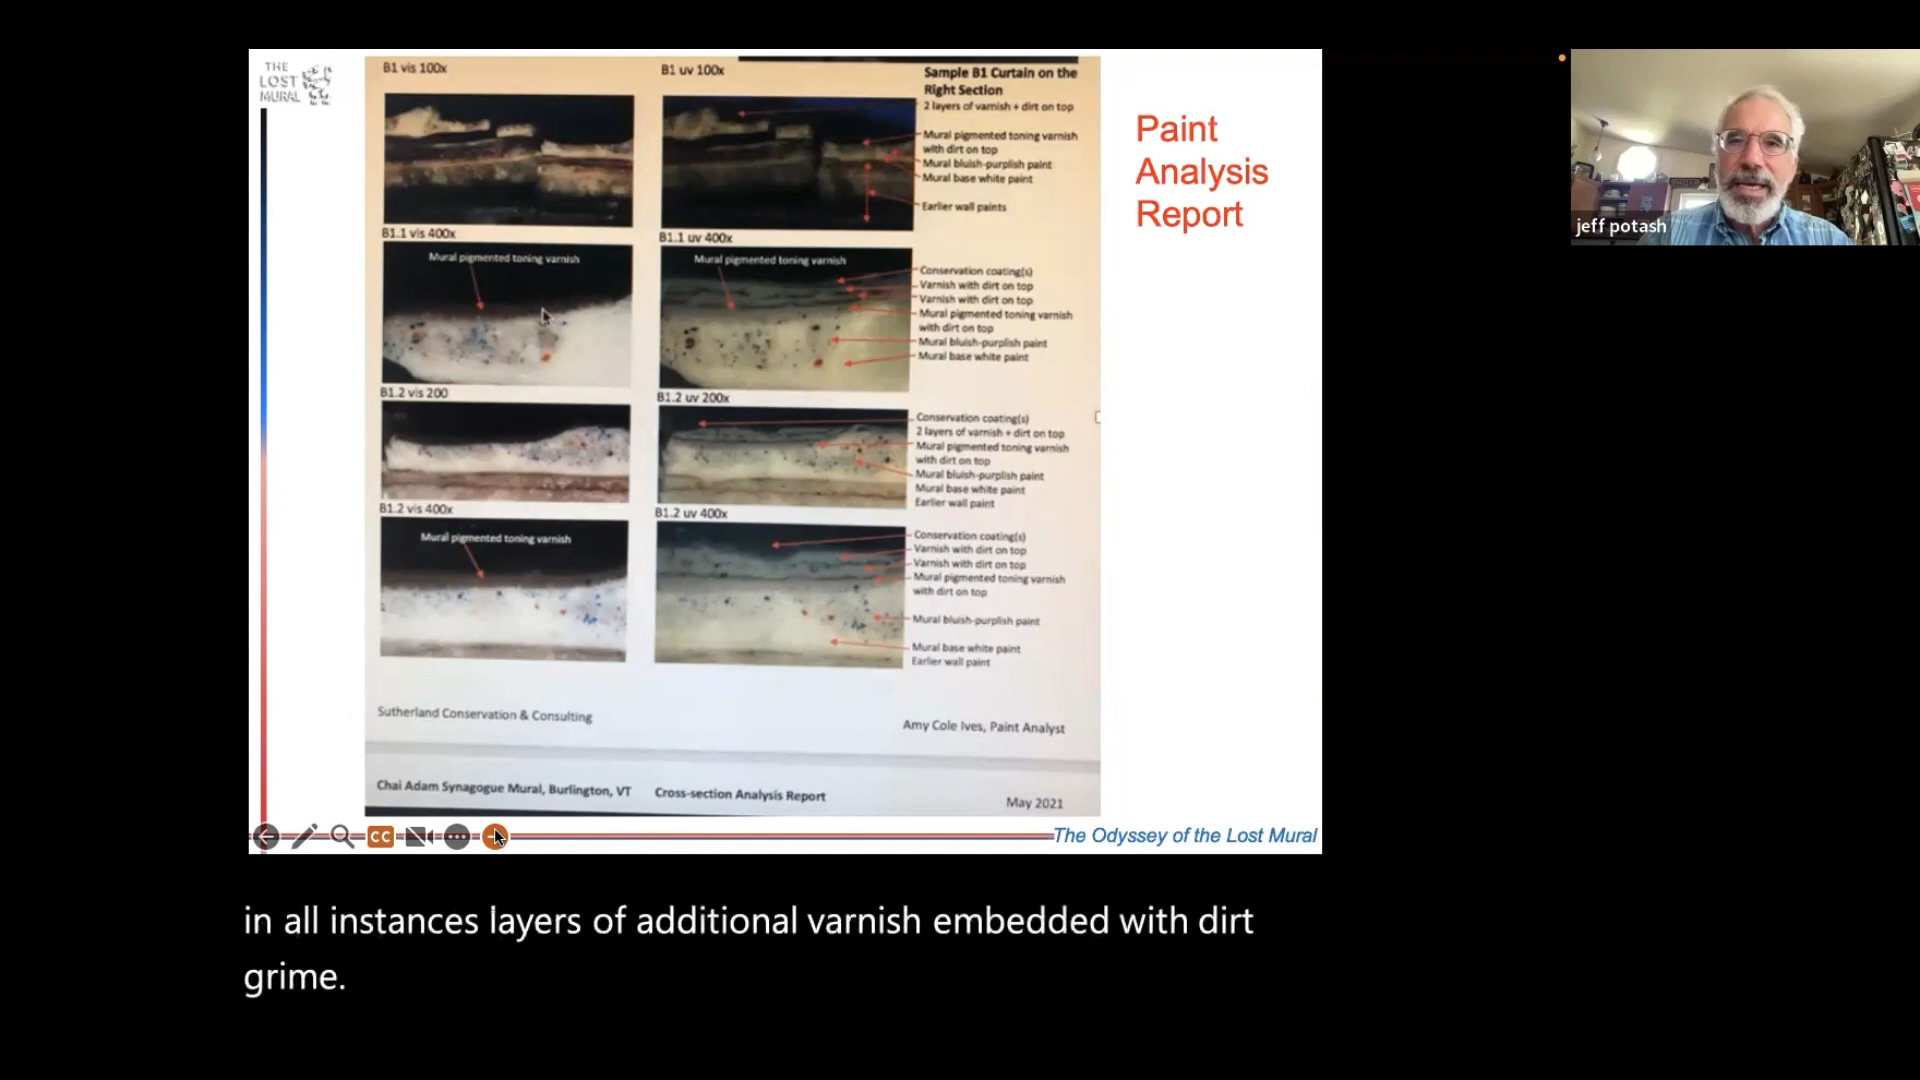 THE
LOST
MURAL
B1 vis 100x
B1 uv 100x
Sample B1 Curtain on the
Right Section
2 layers of varnish + dirt on top
Mural pigmented toning varnish
with dirt on top
Mural bluish-purplish paint
Mural base white paint
Earlier wall paints
B1.1 vis 400x
B1.1 uv 400x
Mural pigmented toning varnish
Mural pigmented toning varnish
Conservation coating(s)
Varnish with dirt on top
Varnish with dirt on top
Mural pigmented toning varnish
with dirt on top
Mural bluish-purplish paint
Mural base white paint
B1.2 vis 200
B1.2 uv 200x
Conservation coating(s)
2 layers of varnish + dirt on top
Mural pigmented toning varnish
with dirt on top
Mural bluish-purplish paint
Mural base white paint
Earlier wall paint
B1.2 vis 400x
B1.2 uv 400x
Mural pigmented toning varnish
Conservation coating(s)
Varnish with dirt on top
Varnish with dirt on top
Mural pigmented toning varnish
with dirt on top
Mural bluish-purplish paint
Mural base white paint
Earlier wall paint
Sutherland Conservation & Consulting
Amy Cole Ives, Paint Analyst
Chai Adam Synagogue Mural, Burlington, VT
Cross-section Analysis Report
May 2021
Paint
Analysis
Report
jeff potash
CC
The Odyssey of the Lost Mural
in all instances layers of additional varnish embedded with dirt
grime.